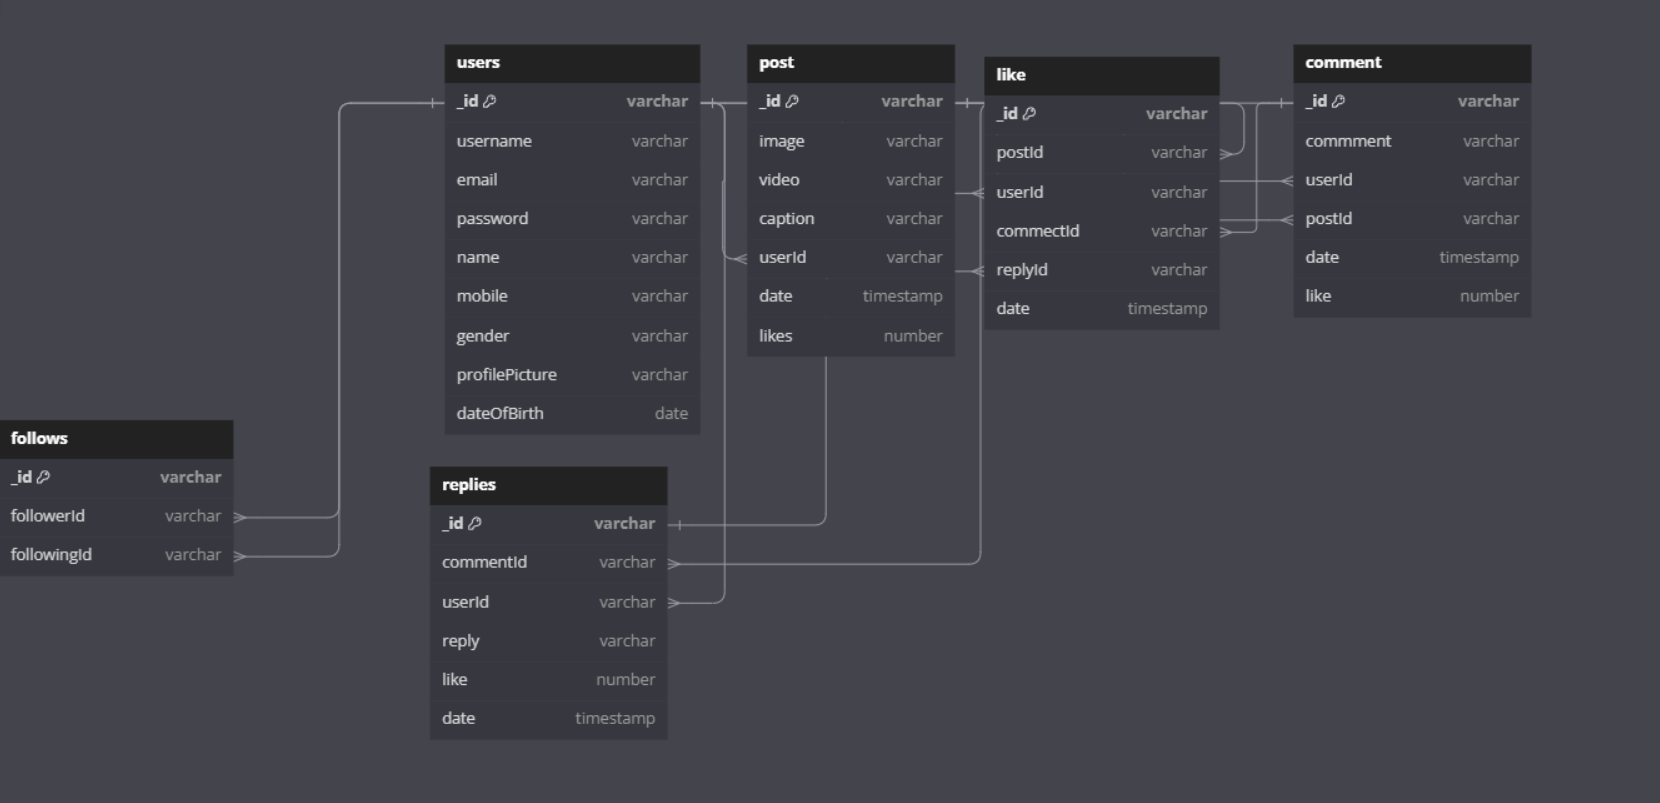 users
_id varchar
username varchar
email varchar
password varchar
name varchar
mobile varchar
gender varchar
profilePicture varchar
dateOfBirth date
post
_id varchar
image varchar
video varchar
caption varchar
userId varchar
date timestamp
likes number
like
_id varchar
postId varchar
userId varchar
commectId varchar
replyId varchar
date timestamp
comment
_id varchar
commment varchar
userId varchar
postId varchar
date timestamp
like number
follows
_id varchar
followerId varchar
followingId varchar
replies
_id varchar
commentId varchar
userId varchar
reply varchar
like number
date timestamp